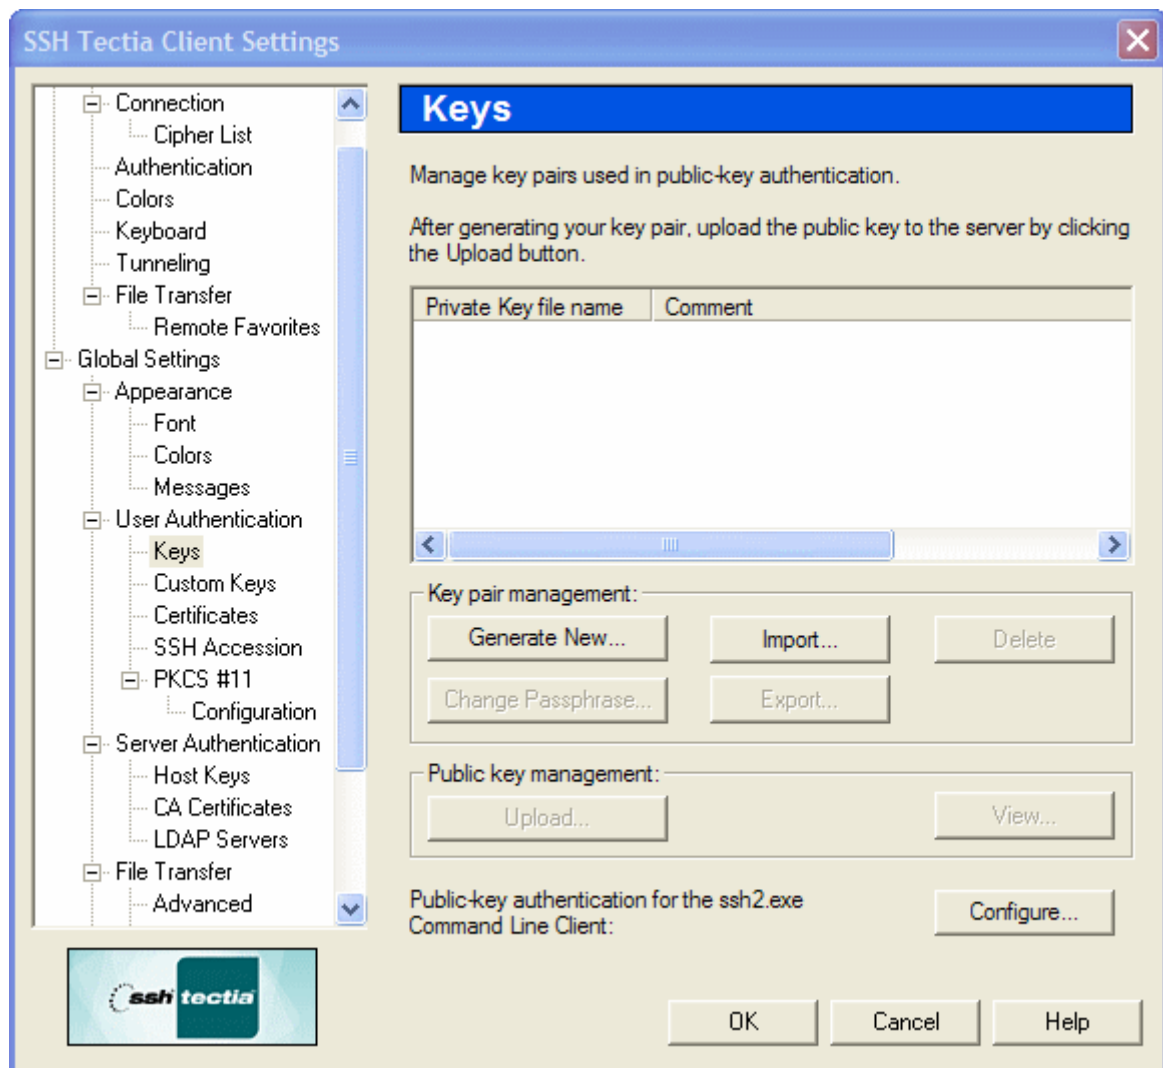 SSH Tectia Client Settings
Connection
Cipher List
Authentication
Colors
Keyboard
Tunneling
File Transfer
Remote Favorites
Global Settings
Appearance
Font
Colors
Messages
User Authentication
Keys
Custom Keys
Certificates
SSH Accession
PKCS #11
Configuration
Server Authentication
Host Keys
CA Certificates
LDAP Servers
File Transfer
Advanced
ssh tectia
Keys
Manage key pairs used in public-key authentication.
After generating your key pair, upload the public key to the server by clicking
the Upload button.
Private Key file name Comment
Key pair management:
Generate New... Import... Delete
Change Passphrase... Export...
Public key management:
Upload... View...
Public-key authentication for the ssh2.exe
Command Line Client:
Configure...
OK Cancel Help